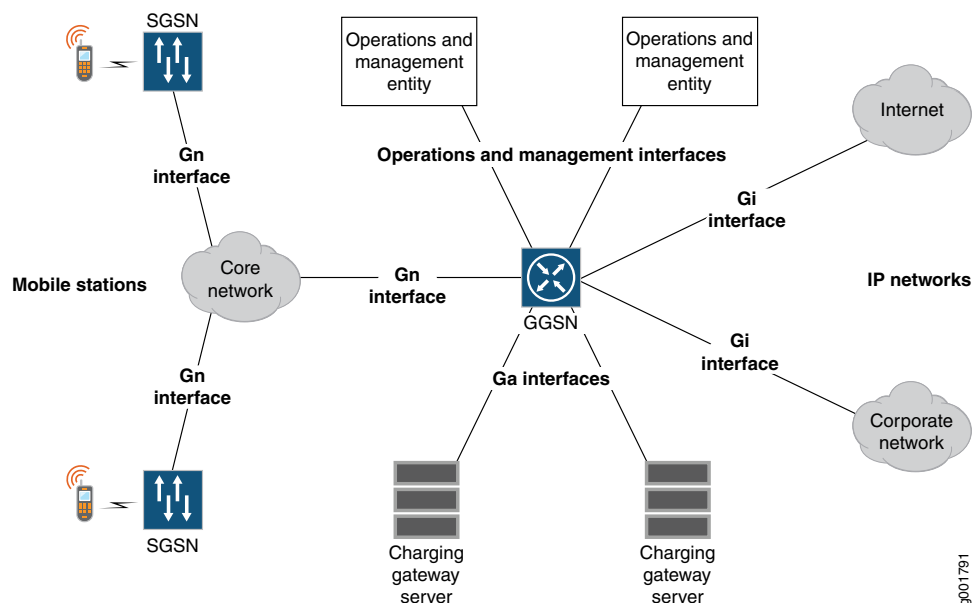 SGSN
Operations and
management
entity
Operations and
management
entity
Internet
Gn
interface
Operations and management interfaces
Gi
interface
Mobile stations
Core
network
Gn
interface
GGSN
IP networks
Gn
interface
Ga interfaces
Gi
interface
Corporate
network
SGSN
Charging
gateway
server
Charging
gateway
server
g001791